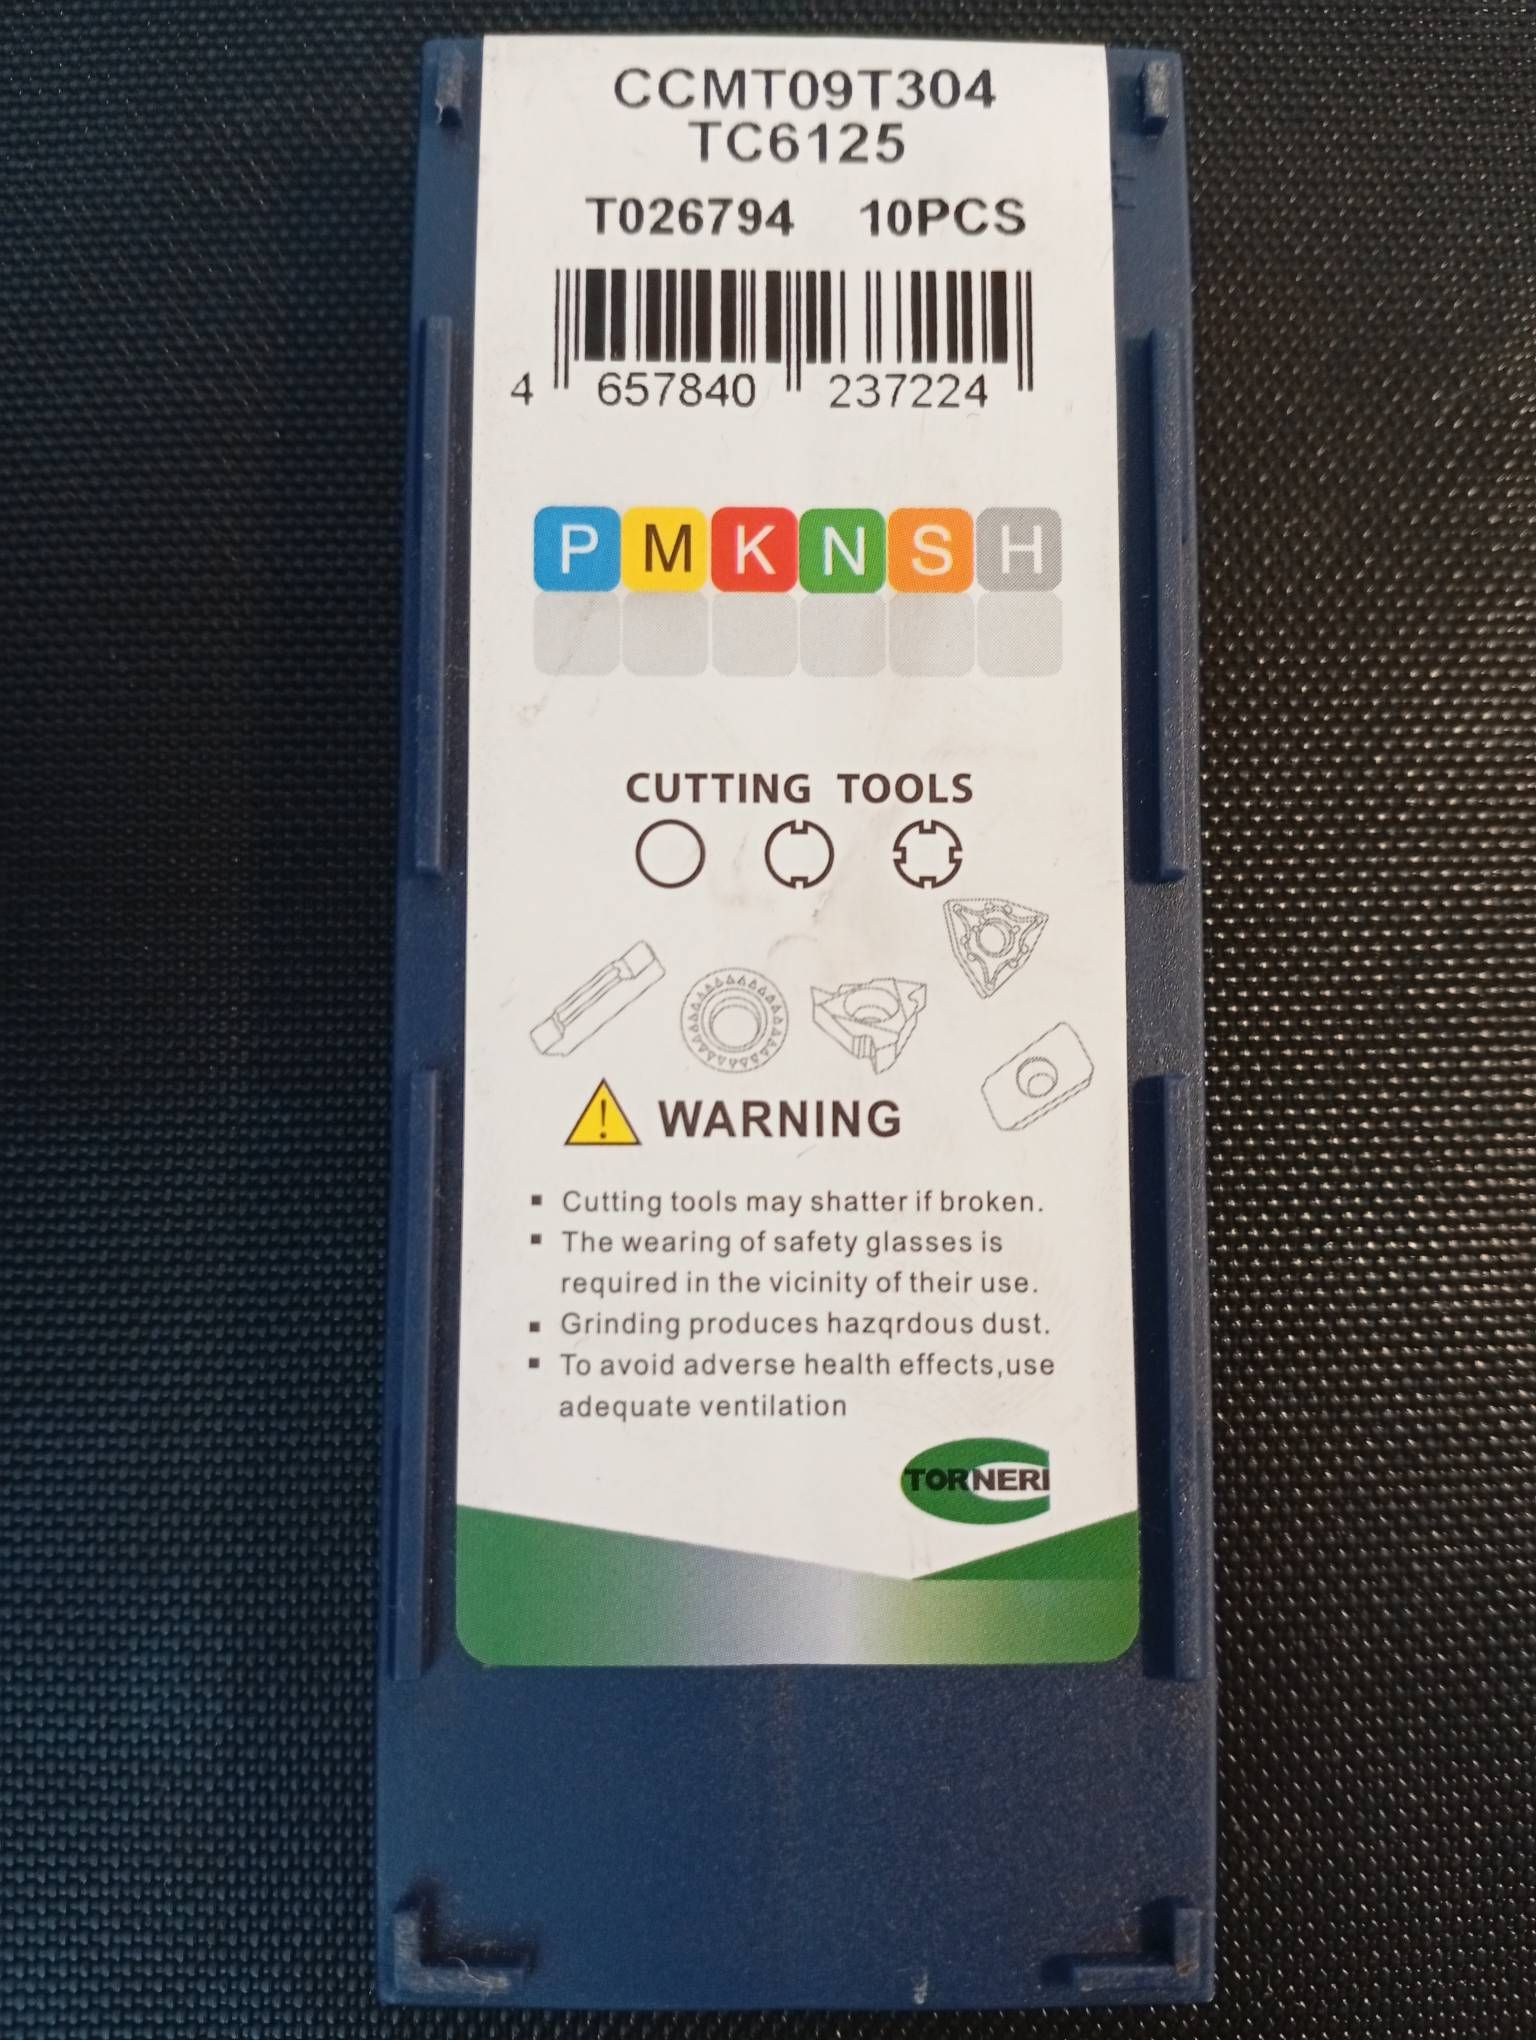 CCMT09T304
TC6125
T026794 10PCS
4 657840 237224
P M K N S H
CUTTING TOOLS
WARNING
▪ Cutting tools may shatter if broken.
▪ The wearing of safety glasses is
required in the vicinity of their use.
▪ Grinding produces hazqrdous dust.
▪ To avoid adverse health effects,use
adequate ventilation
TORNERI